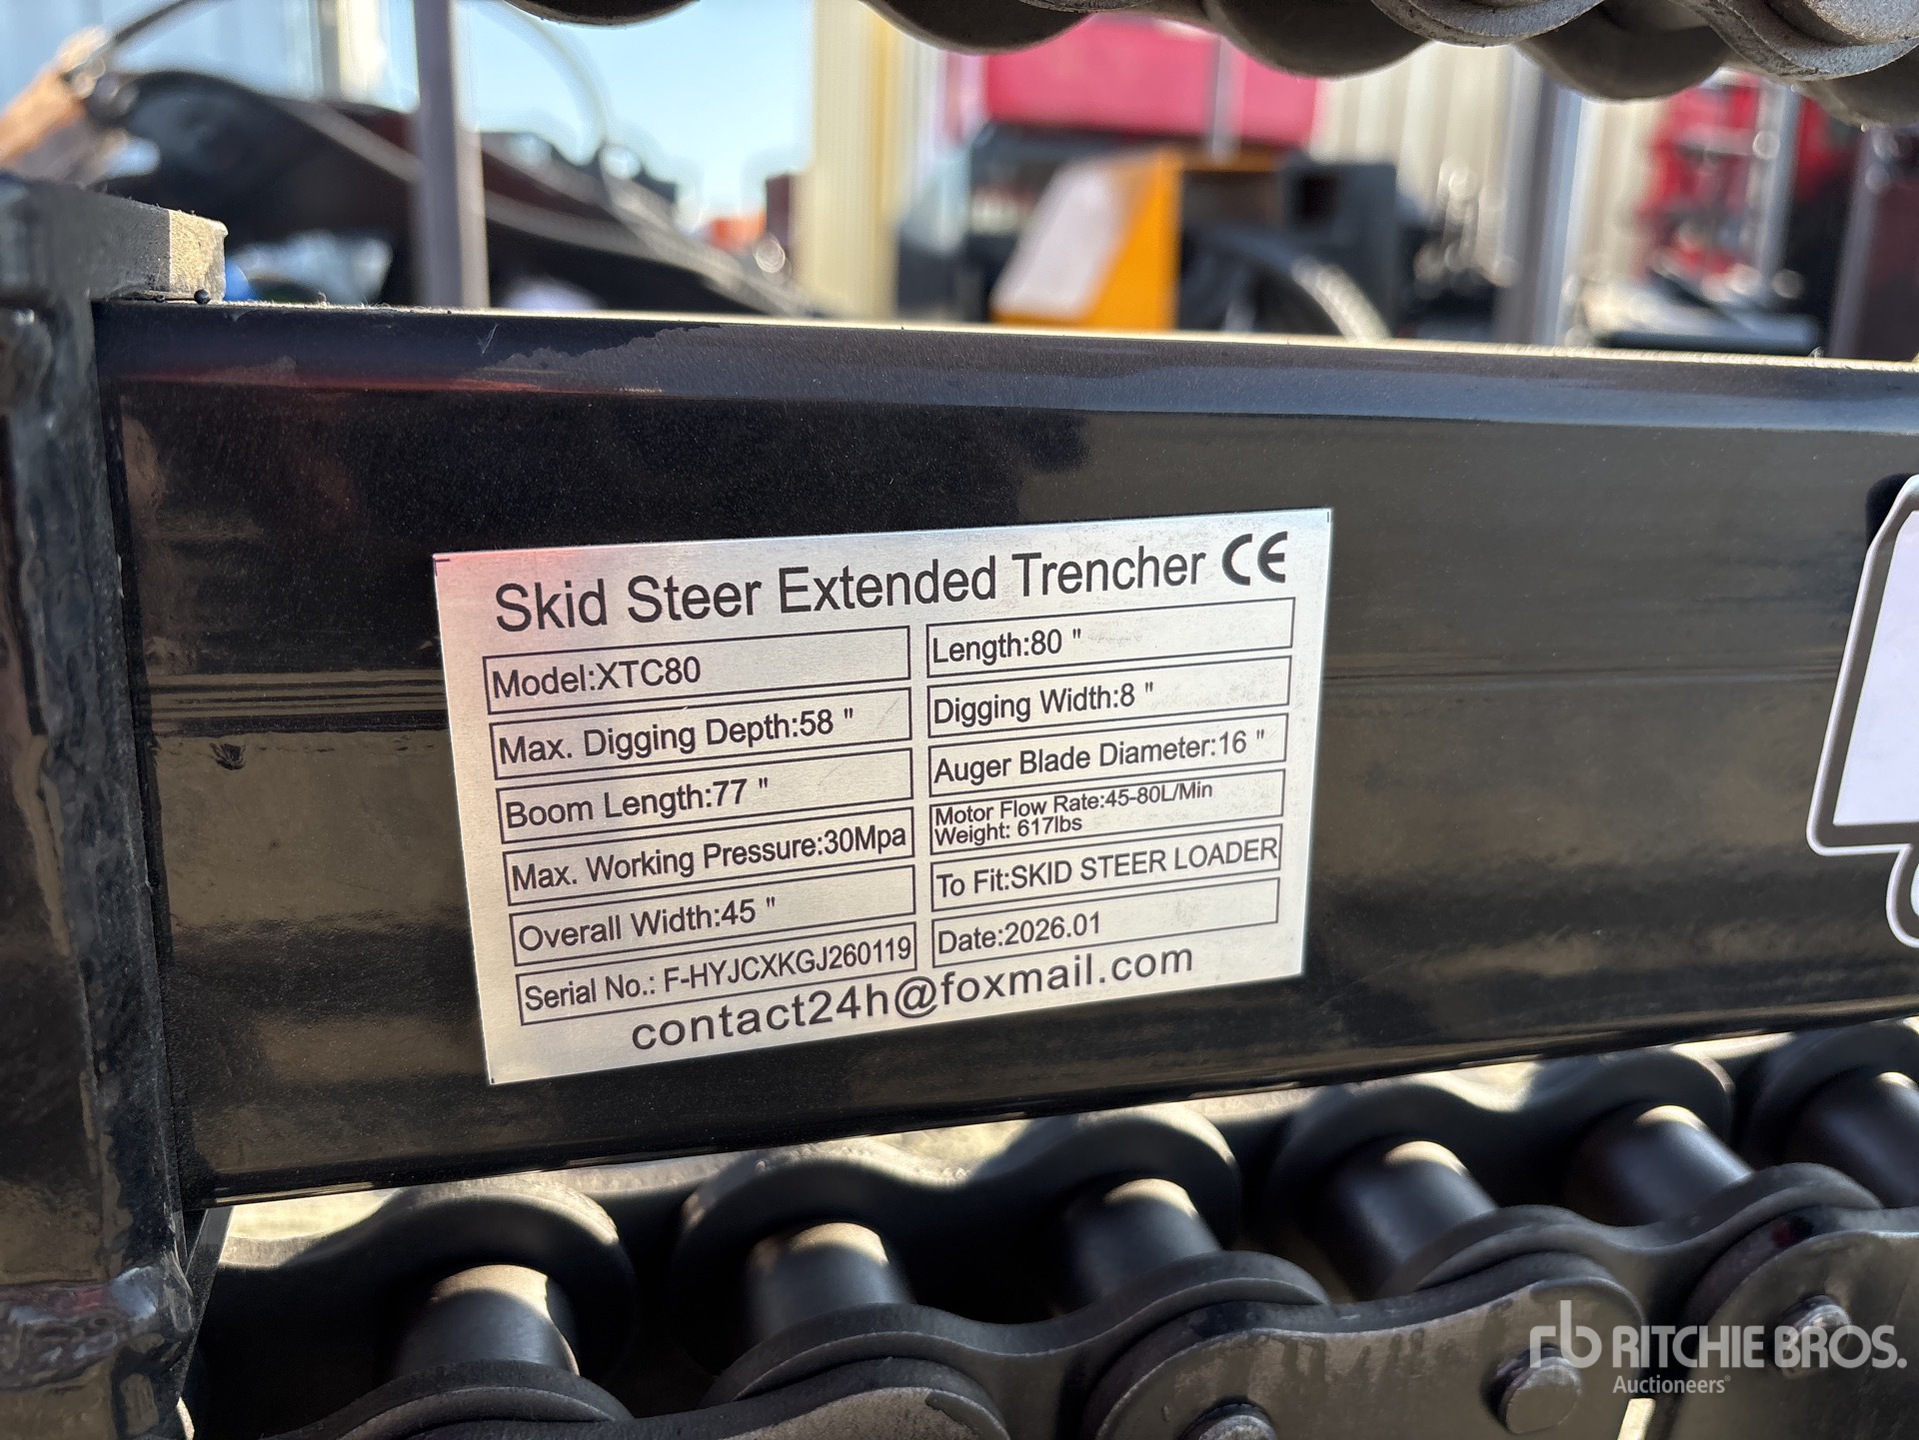 Skid Steer Extended Trencher CE
Model:XTC80
Length:80 "
Max. Digging Depth:58 "
Digging Width:8 "
Boom Length:77 "
Auger Blade Diameter:16 "
Max. Working Pressure:30Mpa
Motor Flow Rate:45-80L/Min
Weight: 617lbs
Overall Width:45 "
To Fit:SKID STEER LOADER
Serial No.: F-HYJCXKGJ260119
Date:2026.01
contact24h@foxmail.com
rb RITCHIE BROS.
Auctioneers